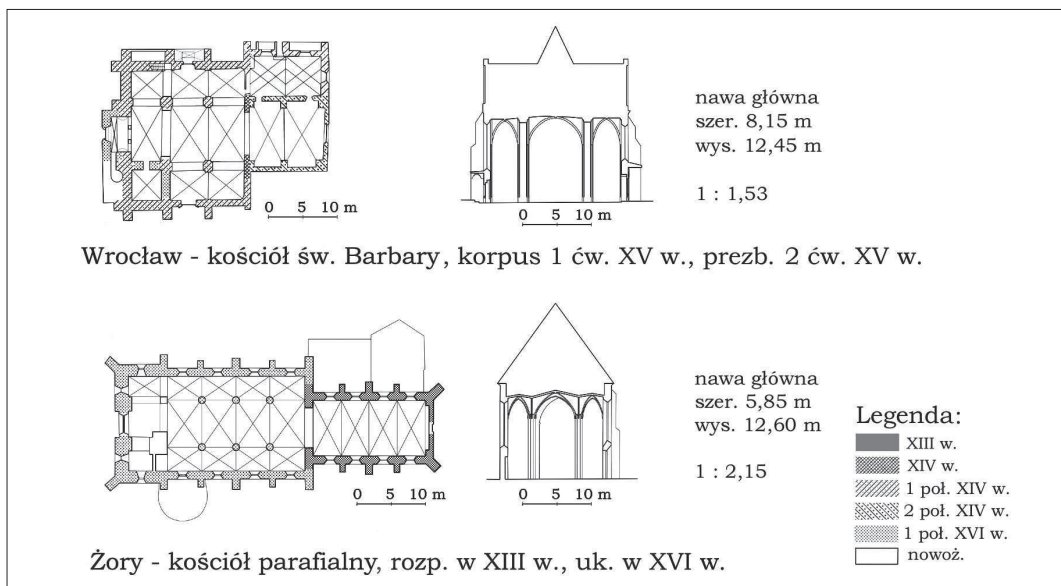 nawa główna
szer. 8,15 m
wys. 12,45 m
1 : 1,53
0 5 10 m
0 5 10 m
Wrocław - kościół św. Barbary, korpus 1 ćw. XV w., prezb. 2 ćw. XV w.
nawa główna
szer. 5,85 m
wys. 12,60 m
1 : 2,15
0 5 10 m
0 5 10 m
Legenda:
XIII w.
XIV w.
1 poł. XIV w.
2 poł. XIV w.
1 poł. XVI w.
nowoż.
Żory - kościół parafialny, rozp. w XIII w., uk. w XVI w.